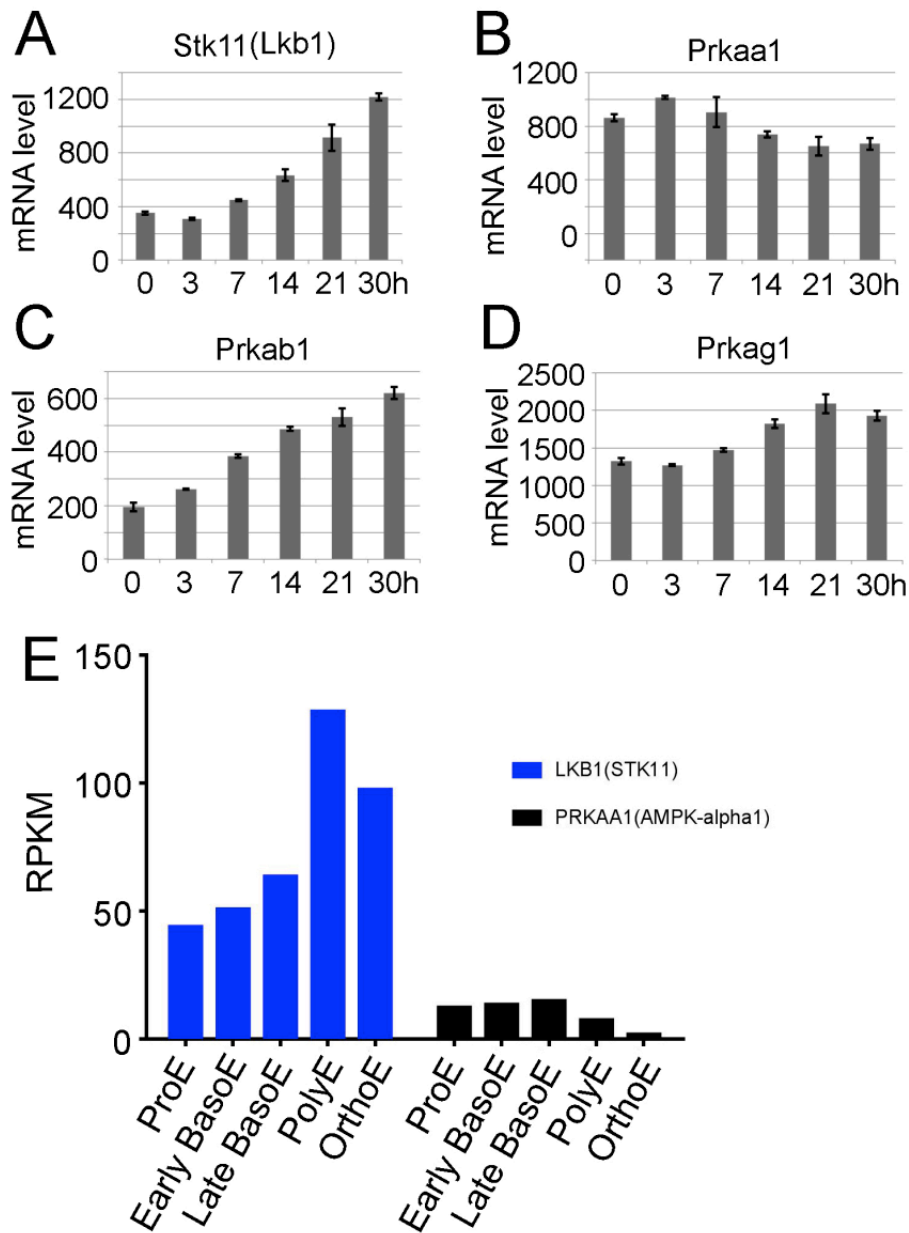 A
Stk11(Lkb1)
mRNA level
1200
800
400
0
0 3 7 14 21 30h
B
Prkaa1
mRNA level
1200
800
400
0
0 3 7 14 21 30h
C
Prkab1
mRNA level
600
400
200
0
0 3 7 14 21 30h
D
Prkag1
mRNA level
2500
2000
1500
1000
500
0
0 3 7 14 21 30h
E
RPKM
150
100
50
0
LKB1(STK11)
PRKAA1(AMPK-alpha1)
ProE
Early BasoE
Late BasoE
PolyE
OrthoE
ProE
Early BasoE
Late BasoE
PolyE
OrthoE